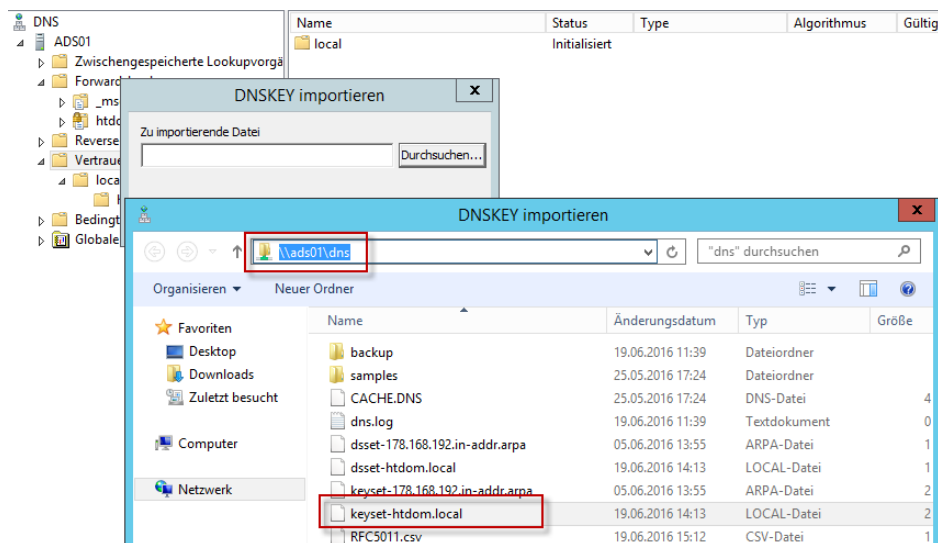 DNS
Name Status Type Algorithmus Gültig
ADS01
local Initialisiert
Zwischengespeicherte Lookupvorgä
Forward
_ms
htdo
Reverse
Vertraue
loca
Bedingt
Globale
DNSKEY importieren x
Zu importierende Datei
Durchsuchen...
DNSKEY importieren x
\\ads01\dns "dns" durchsuchen
Organisieren Neuer Ordner
Name Änderungsdatum Typ Größe
Favoriten
Desktop
Downloads
Zuletzt besucht
Computer
Netzwerk
backup 19.06.2016 11:39 Dateiordner
samples 25.05.2016 17:24 Dateiordner
CACHE.DNS 25.05.2016 17:24 DNS-Datei 4
dns.log 19.06.2016 11:39 Textdokument 0
dsset-178.168.192.in-addr.arpa 05.06.2016 13:55 ARPA-Datei 1
dsset-htdom.local 19.06.2016 14:13 LOCAL-Datei 1
keyset-178.168.192.in-addr.arpa 05.06.2016 13:55 ARPA-Datei 2
keyset-htdom.local 19.06.2016 14:13 LOCAL-Datei 2
RFC5011.csv 19.06.2016 15:12 CSV-Datei 1